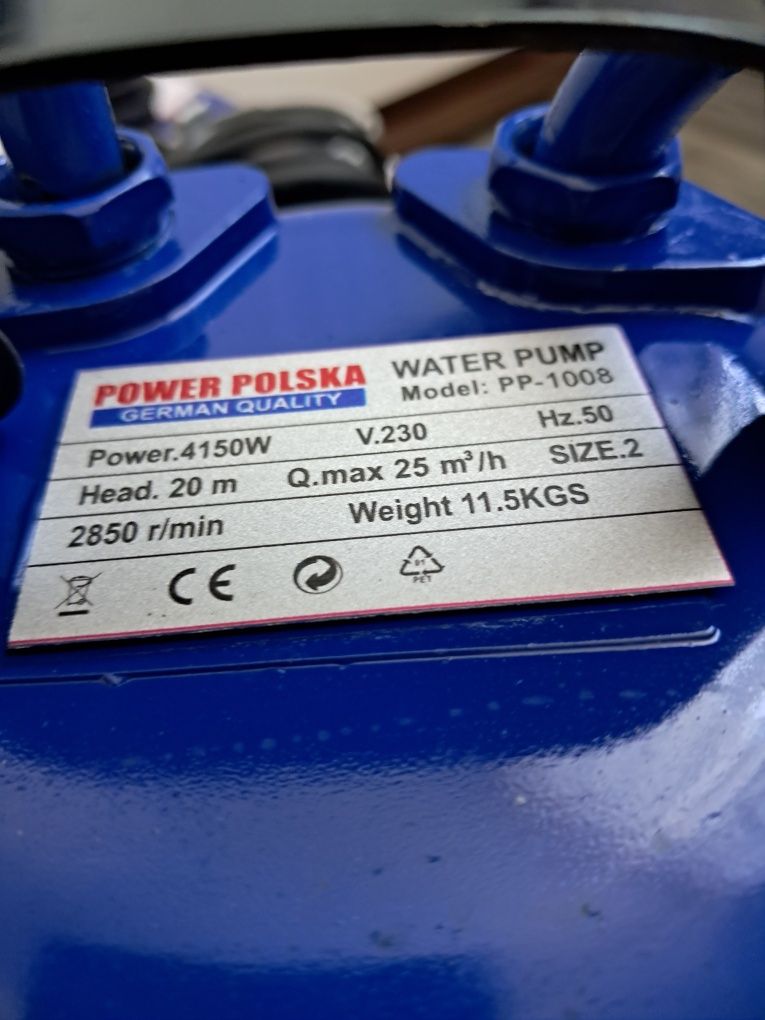 POWER POLSKA
GERMAN QUALITY
WATER PUMP
Model: PP-1008
Power.4150W V.230 Hz.50
Head. 20 m Q.max 25 m³/h SIZE.2
2850 r/min Weight 11.5KGS
CE
01
PET